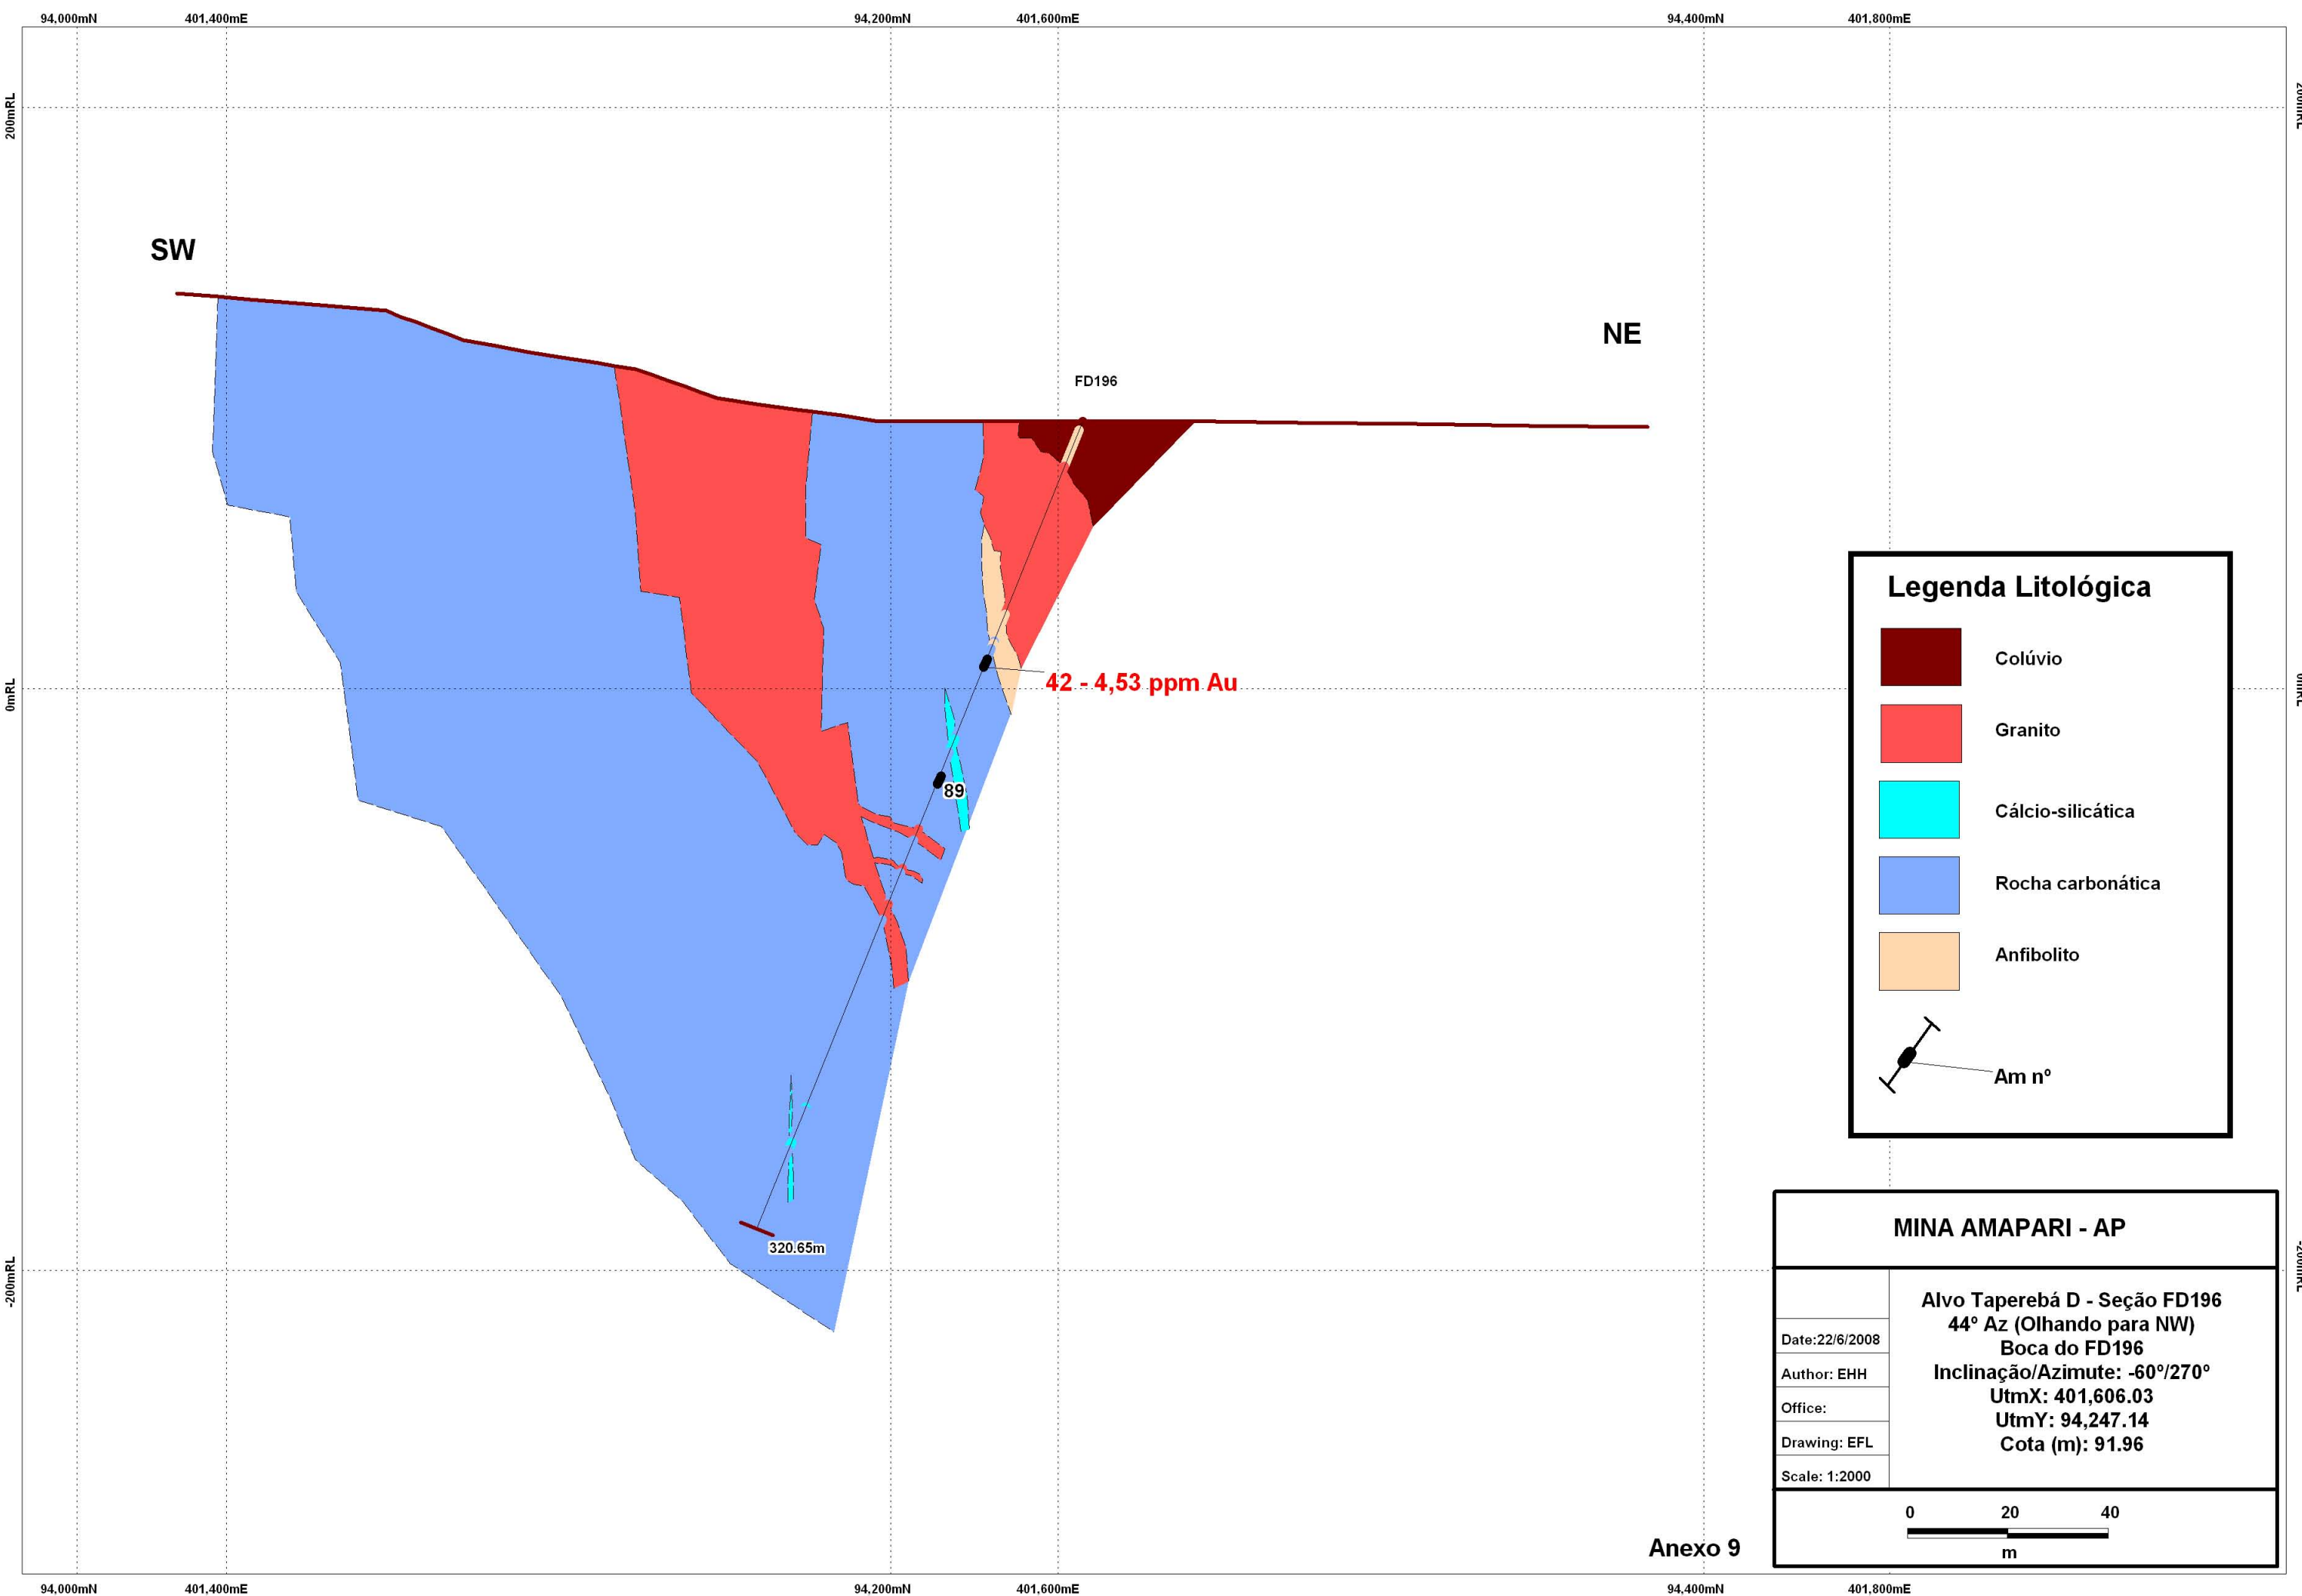 94,000mN 401,400mE 94,200mN 401,600mE 94,400mN 401,800mE
200mRL
SW
NE
FD196
42 - 4,53 ppm Au
0mRL
89
320.65m
-200mRL
Legenda Litológica
Colúvio
Granito
Cálcio-silicática
Rocha carbonática
Anfibolito
Am nº
MINA AMAPARI - AP
Date:22/6/2008
Author: EHH
Office:
Drawing: EFL
Scale: 1:2000
Alvo Taperebá D - Seção FD196
44º Az (Olhando para NW)
Boca do FD196
Inclinação/Azimute: -60º/270º
UtmX: 401,606.03
UtmY: 94,247.14
Cota (m): 91.96
0 20 40
m
Anexo 9
94,000mN 401,400mE 94,200mN 401,600mE 94,400mN 401,800mE